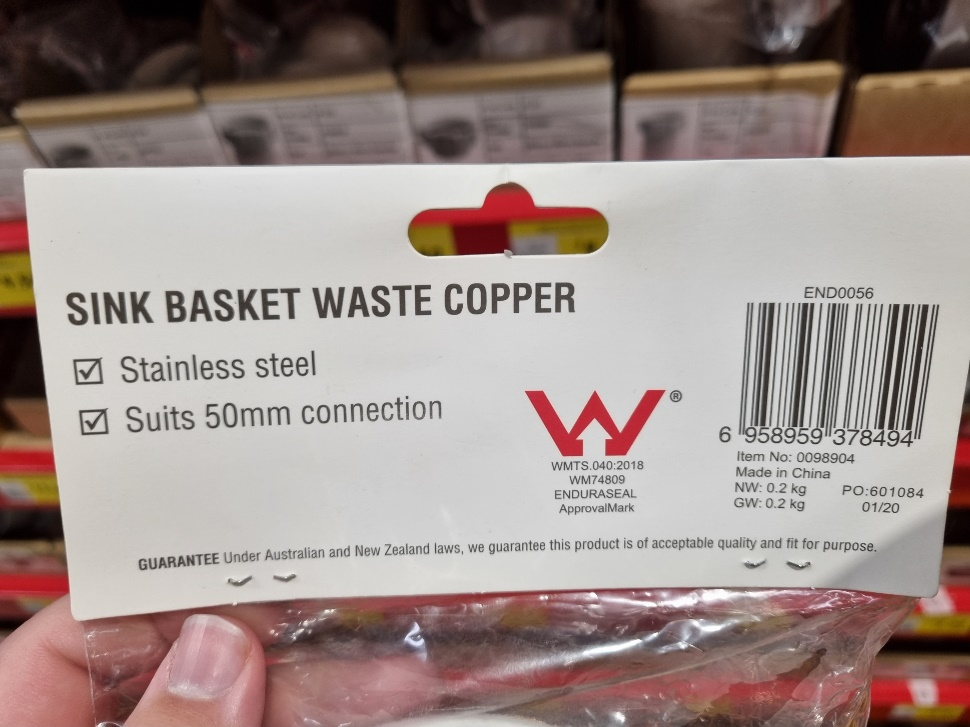 SINK BASKET WASTE COPPER
Stainless steel
Suits 50mm connection
W®
WMTS.040:2018
WM74809
ENDURASEAL
ApprovalMark
END0056
6 958959 378494
Item No: 0098904
Made in China
NW: 0.2 kg
GW: 0.2 kg
PO:601084
01/20
GUARANTEE Under Australian and New Zealand laws, we guarantee this product is of acceptable quality and fit for purpose.